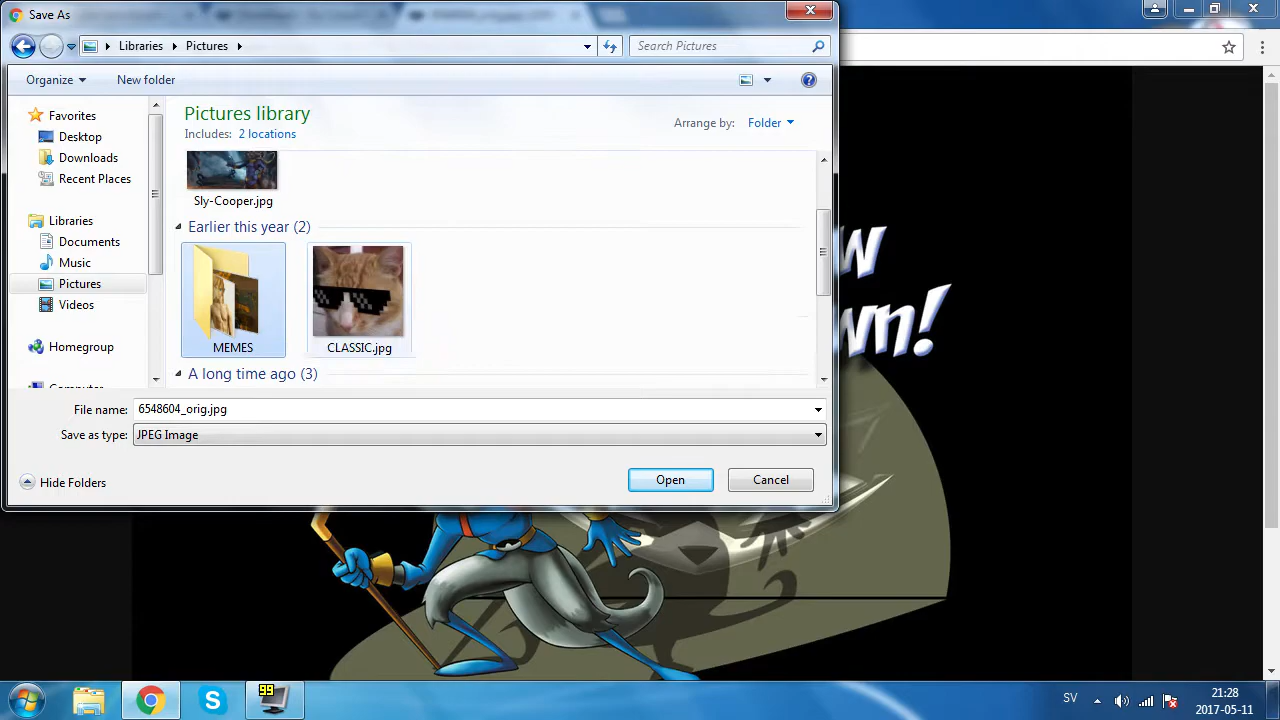 Save As
Libraries Pictures
Search Pictures
Organize New folder
Favorites
Desktop
Downloads
Recent Places
Libraries
Documents
Music
Pictures
Videos
Homegroup
Computer
Pictures library
Includes: 2 locations
Arrange by: Folder
Sly-Cooper.jpg
Earlier this year (2)
MEMES
CLASSIC.jpg
A long time ago (3)
File name: 6548604_orig.jpg
Save as type: JPEG Image
Hide Folders
Open
Cancel
99
SV
21:28
2017-05-11